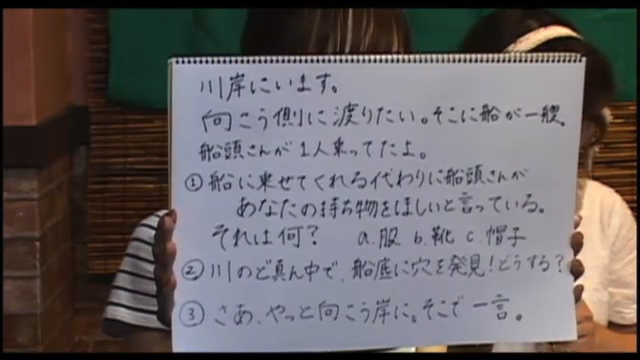 川岸にいます。
向こう側に渡りたい。そこに船が一艘。
船頭さんが1人乗ってたよ。
①船に乗せてくれる代わりに船頭さんが
あなたの持ち物をほしいと言っている。
それは何? a.服 b.靴 c.帽子
②川のど真ん中で、船底に穴を発見!どうする?
③さあ、やっと向こう岸に。そこで一言。